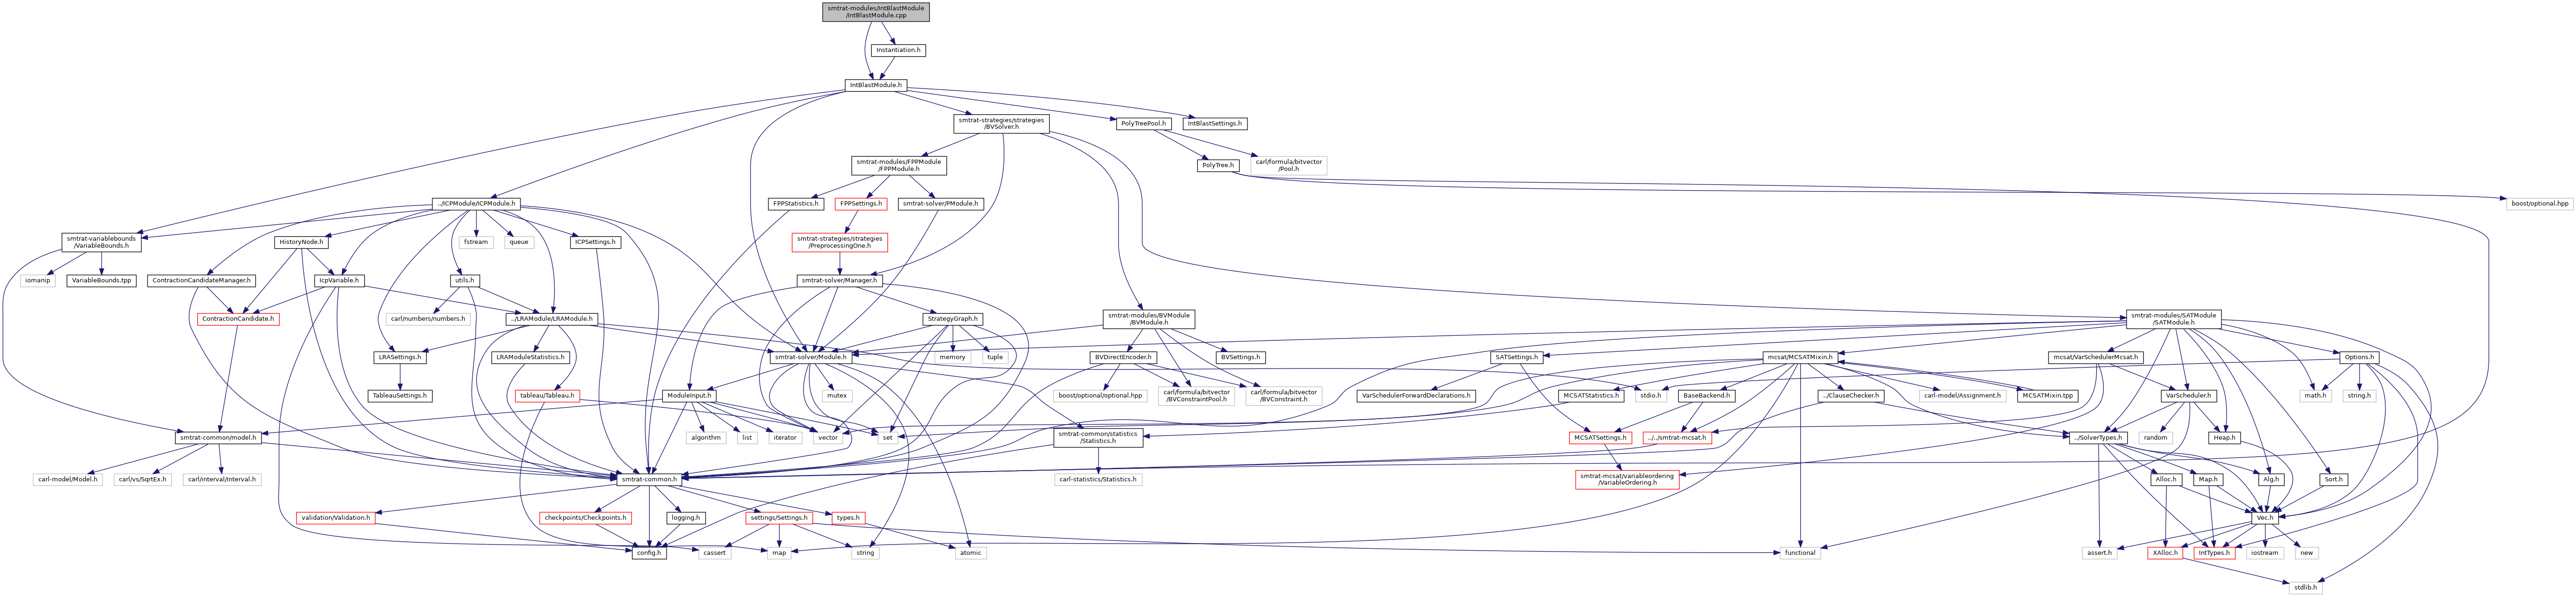 smtrat-modules/IntBlastModule
/IntBlastModule.cpp
Instantiation.h
IntBlastModule.h
smtrat-strategies/strategies
/BVSolver.h
PolyTreePool.h
IntBlastSettings.h
smtrat-modules/FPPModule
/FPPModule.h
PolyTree.h
carl/formula/bitvector
/Pool.h
../ICPModule/ICPModule.h
FPPStatistics.h
FPPSettings.h
smtrat-solver/PModule.h
boost/optional.hpp
smtrat-variablebounds
/VariableBounds.h
HistoryNode.h
fstream
queue
ICPSettings.h
smtrat-strategies/strategies
/PreprocessingOne.h
iomanip
VariableBounds.tpp
ContractionCandidateManager.h
IcpVariable.h
utils.h
smtrat-solver/Manager.h
ContractionCandidate.h
carl/numbers/numbers.h
../LRAModule/LRAModule.h
StrategyGraph.h
smtrat-modules/BVModule
/BVModule.h
smtrat-modules/SATModule
/SATModule.h
LRASettings.h
LRAModuleStatistics.h
smtrat-solver/Module.h
memory
tuple
BVDirectEncoder.h
BVSettings.h
SATSettings.h
mcsat/MCSATMixin.h
mcsat/VarSchedulerMcsat.h
Options.h
TableauSettings.h
tableau/Tableau.h
ModuleInput.h
mutex
boost/optional/optional.hpp
carl/formula/bitvector
/BVConstraintPool.h
carl/formula/bitvector
/BVConstraint.h
VarSchedulerForwardDeclarations.h
MCSATStatistics.h
stdio.h
BaseBackend.h
../ClauseChecker.h
carl-model/Assignment.h
MCSATMixin.tpp
VarScheduler.h
math.h
string.h
smtrat-common/model.h
algorithm
list
iterator
vector
set
smtrat-common/statistics
/Statistics.h
MCSATSettings.h
../../smtrat-mcsat.h
../SolverTypes.h
random
Heap.h
carl-model/Model.h
carl/vs/SqrtEx.h
carl/interval/Interval.h
smtrat-common.h
carl-statistics/Statistics.h
smtrat-mcsat/variableordering
/VariableOrdering.h
Alloc.h
Map.h
Alg.h
Sort.h
validation/Validation.h
checkpoints/Checkpoints.h
logging.h
settings/Settings.h
types.h
Vec.h
config.h
cassert
map
string
atomic
functional
assert.h
XAlloc.h
IntTypes.h
iostream
new
stdlib.h